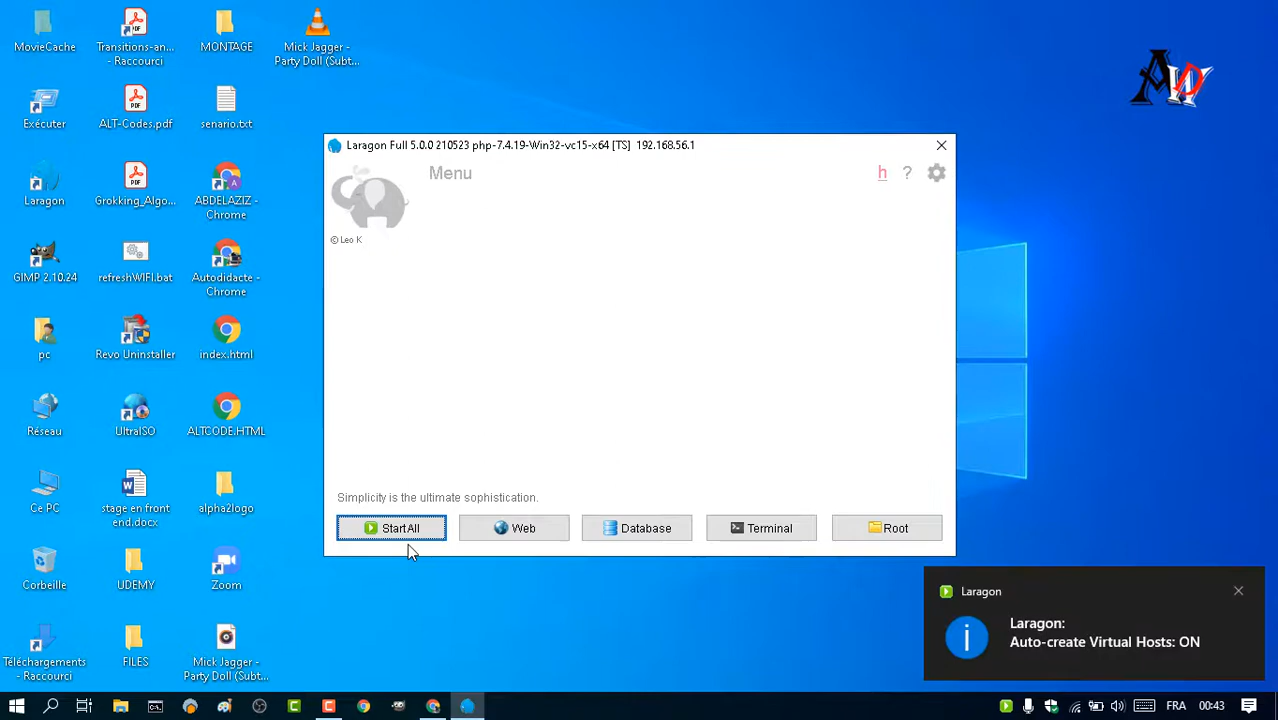 MovieCache
Transitions-an...
- Raccourci
MONTAGE
Mick Jagger -
Party Doll (Subt...
Exécuter
ALT-Codes.pdf
senario.txt
Laragon
Grokking_Algo...
ABDELAZIZ -
Chrome
GIMP 2.10.24
refreshWIFI.bat
Autodidacte -
Chrome
pc
Revo Uninstaller
index.html
Réseau
UltraISO
ALTCODE.HTML
Ce PC
stage en front
end.docx
alpha2logo
Corbeille
UDEMY
Zoom
Téléchargements
- Raccourci
FILES
Mick Jagger -
Party Doll (Subt...
AW
Laragon Full 5.0.0 210523 php-7.4.19-Win32-vc15-x64 [TS] 192.168.56.1
Menu
h ?
© Leo K
Simplicity is the ultimate sophistication.
Start All
Web
Database
Terminal
Root
Laragon
Laragon:
Auto-create Virtual Hosts: ON
FRA
00:43